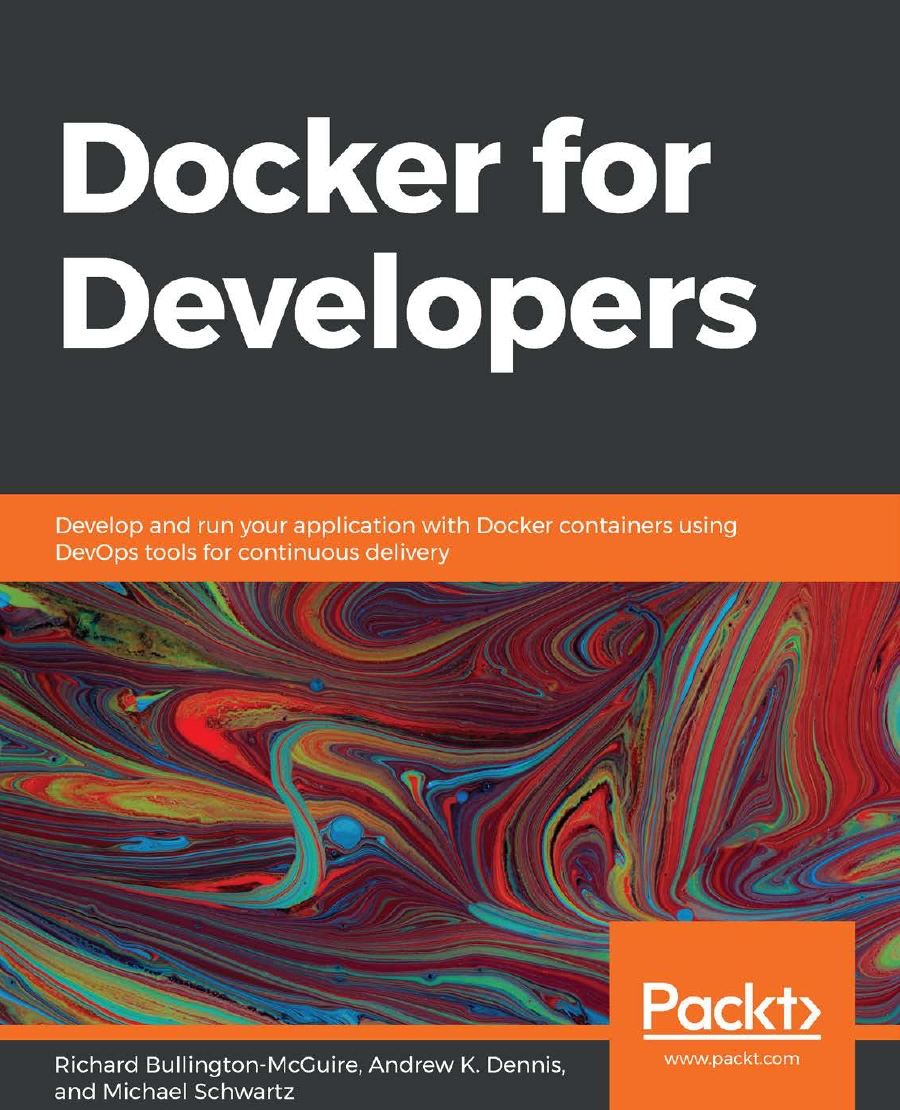 Docker for
Developers
Develop and run your application with Docker containers using
DevOps tools for continuous delivery
Packt>
www.packt.com
Richard Bullington-McGuire, Andrew K. Dennis,
and Michael Schwartz